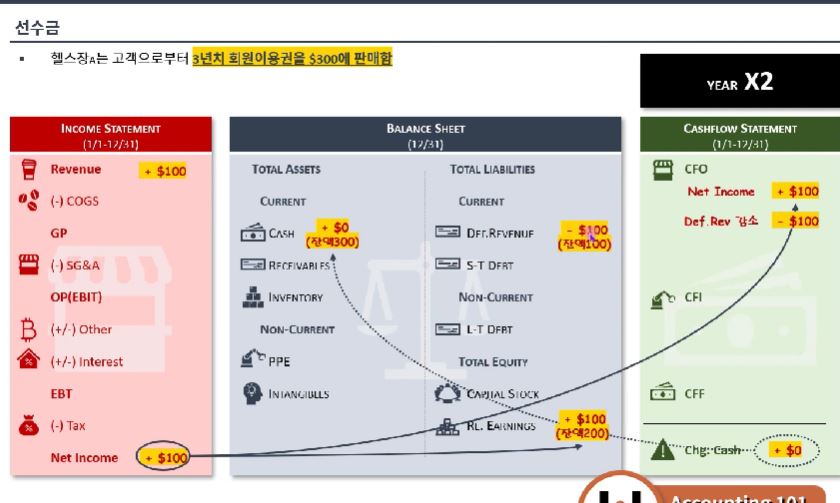 선수금
▪ 헬스장A는 고객으로부터 3년치 회원이용권을 $300에 판매함
YEAR X2
INCOME STATEMENT
(1/1-12/31)
Revenue + $100
(-) COGS
GP
(-) SG&A
OP(EBIT)
(+/-) Other
(+/-) Interest
EBT
(-) Tax
Net Income + $100
BALANCE SHEET
(12/31)
TOTAL ASSETS
CURRENT
CASH + $0
(잔액300)
RECEIVABLES
INVENTORY
NON-CURRENT
PPE
INTANGIBLES
TOTAL LIABILITIES
CURRENT
DEF.REVENUE - $100
(잔액100)
S-T DEBT
NON-CURRENT
L-T DEBT
TOTAL EQUITY
CAPITAL STOCK
RE. EARNINGS + $100
(잔액200)
CASHFLOW STATEMENT
(1/1-12/31)
CFO
Net Income + $100
Def.Rev 감소 - $100
CFI
CFF
Chg. Cash + $0
Accounting 101